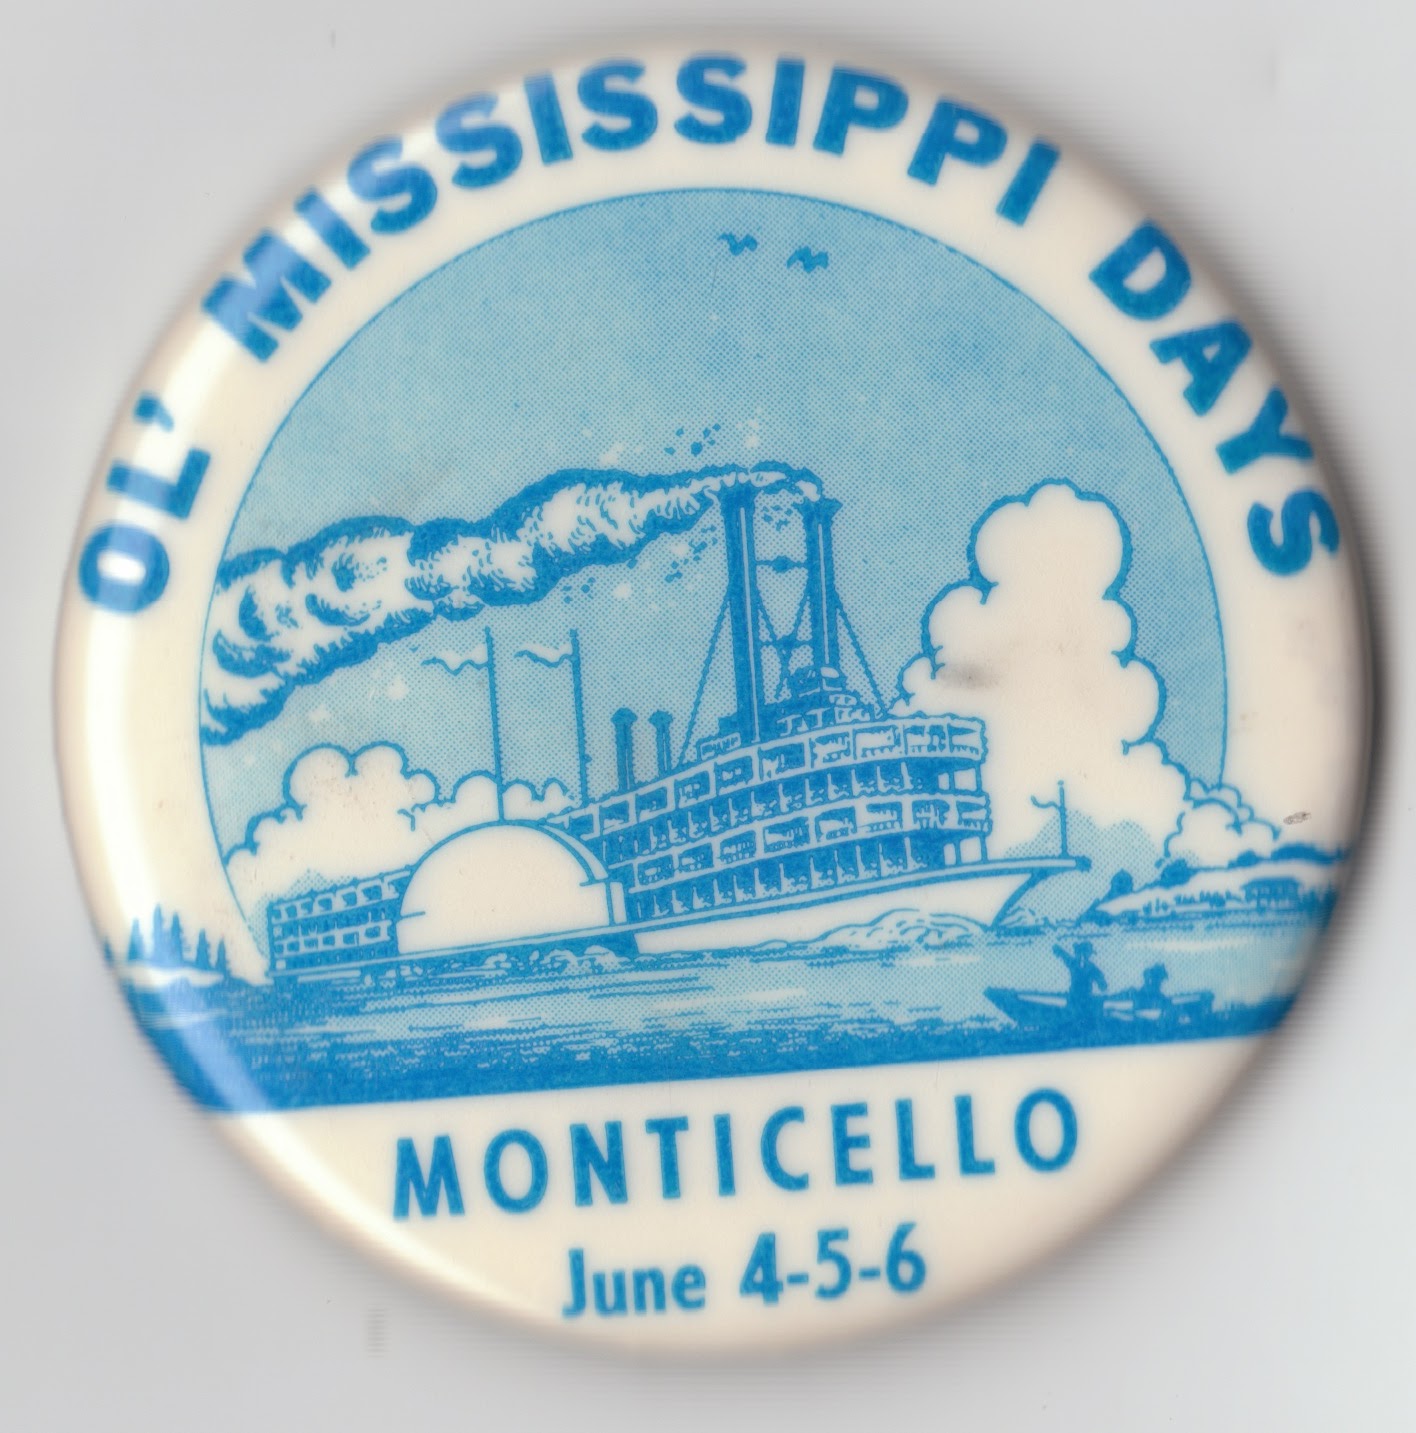 OL' MISSISSIPPI DAYS
MONTICELLO
June 4-5-6